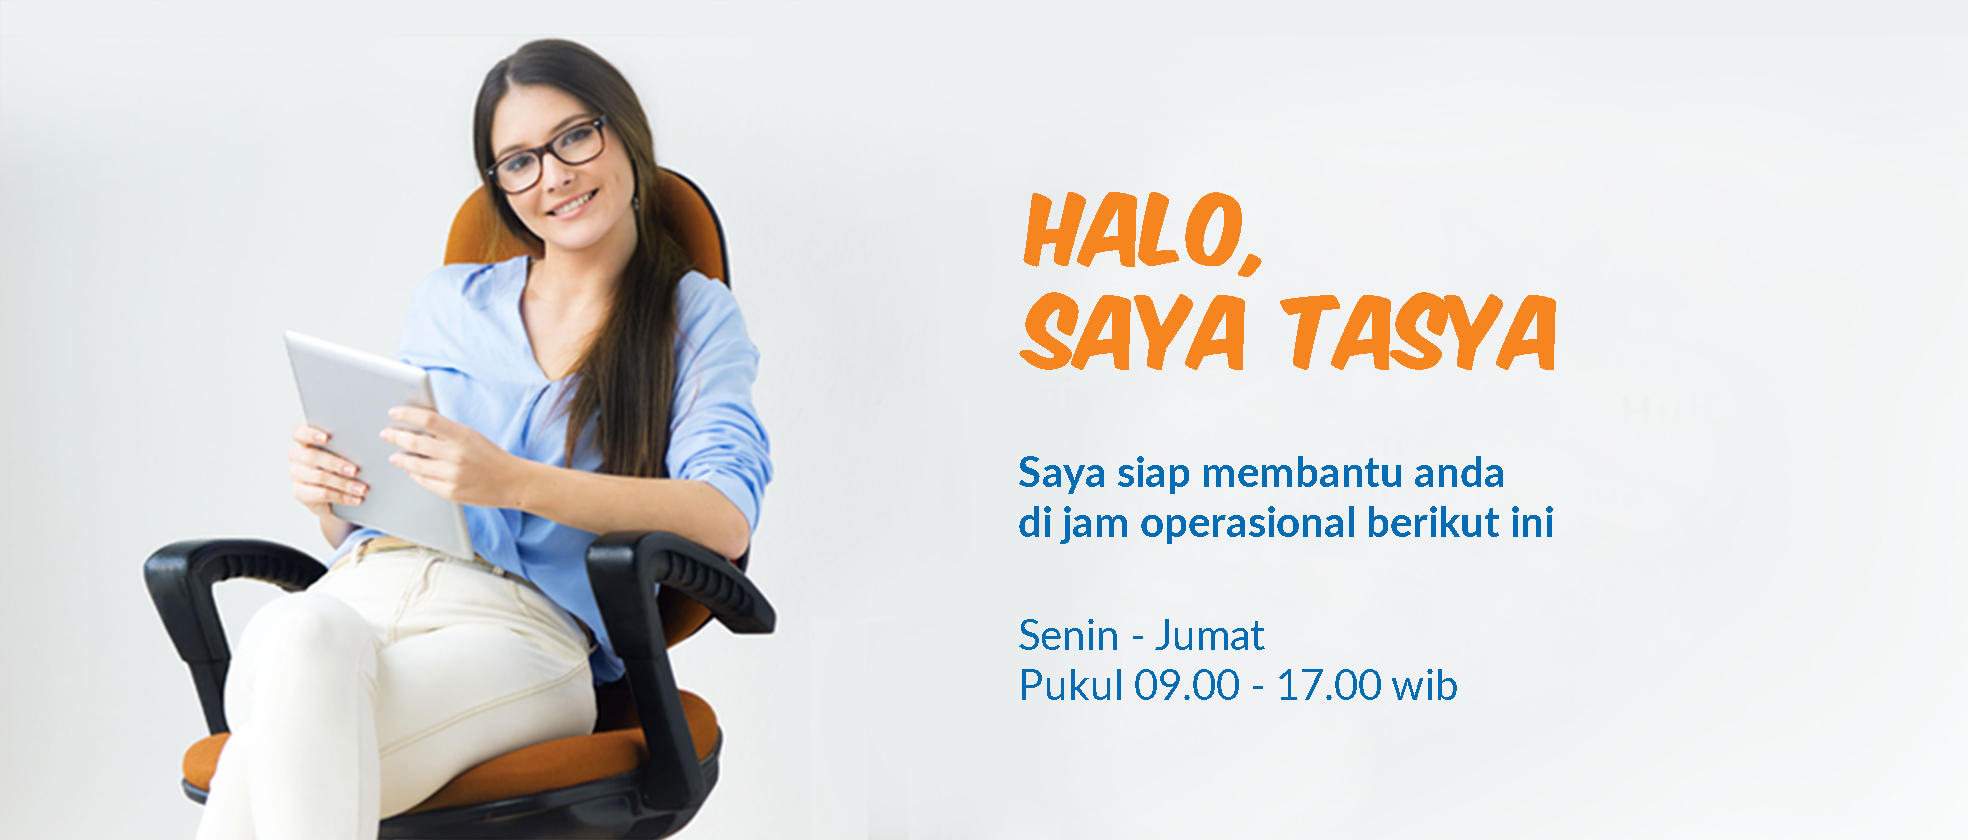 HALO,
SAYA TASYA
Saya siap membantu anda
di jam operasional berikut ini
Senin - Jumat
Pukul 09.00 - 17.00 wib